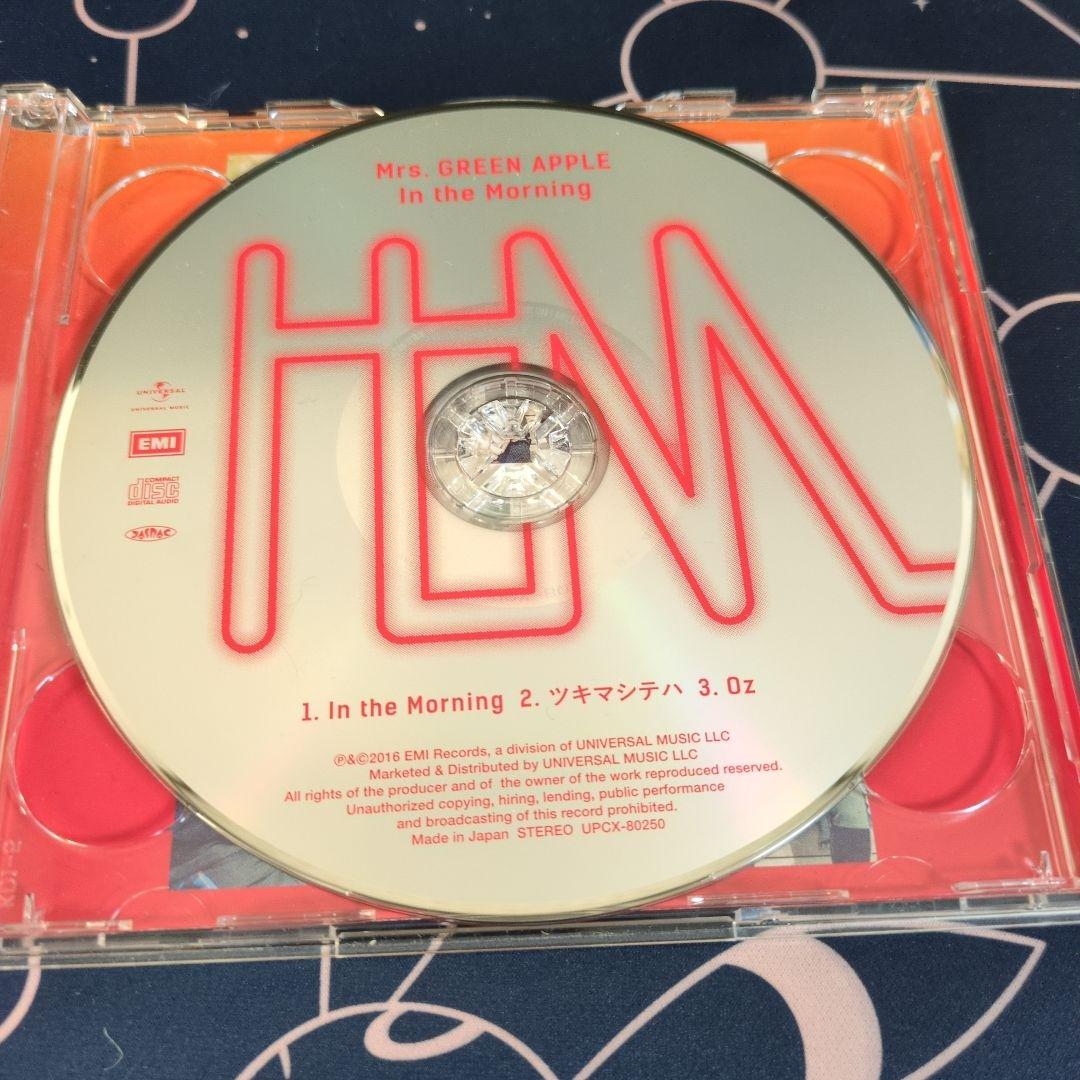 Mrs. GREEN APPLE
In the Morning
UNIVERSAL
UNIVERSAL MUSIC
EMI
COMPACT
disc
DIGITAL AUDIO
JASRAC
1. In the Morning 2. ツキマシテハ 3. Oz
Ⓟ&©2016 EMI Records, a division of UNIVERSAL MUSIC LLC
Marketed & Distributed by UNIVERSAL MUSIC LLC
All rights of the producer and of the owner of the work reproduced reserved.
Unauthorized copying, hiring, lending, public performance
and broadcasting of this record prohibited.
Made in Japan STEREO UPCX-80250